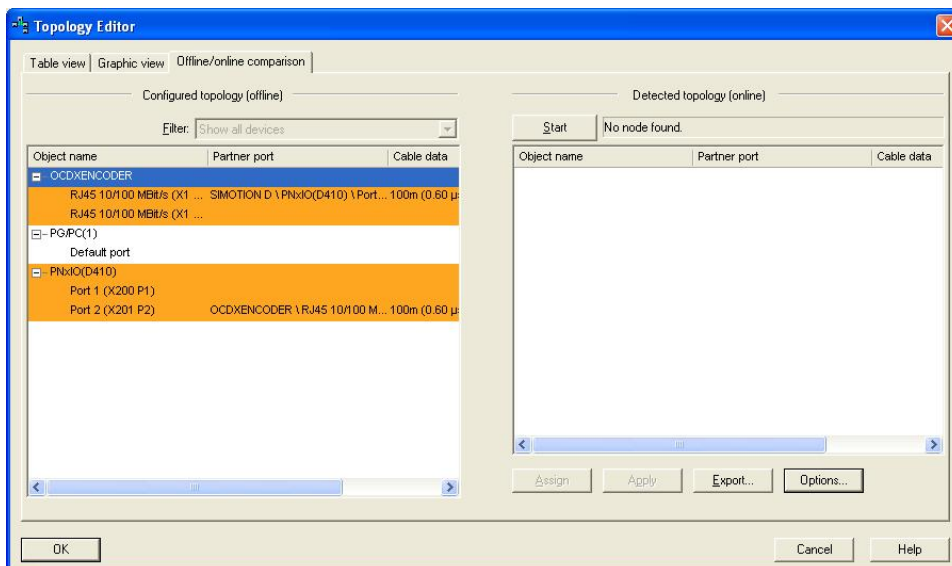 Topology Editor
Table view Graphic view Offline/online comparison
Configured topology (offline)
Filter: Show all devices
Object name Partner port Cable data
OCDXENCODER
RJ45 10/100 MBit/s (X1 ... SIMOTION D \ PNxIO(D410) \ Port... 100m (0.60 µ
RJ45 10/100 MBit/s (X1 ...
PG/PC(1)
Default port
PNxIO(D410)
Port 1 (X200 P1)
Port 2 (X201 P2) OCDXENCODER \ RJ45 10/100 M... 100m (0.60 µ
Detected topology (online)
Start No node found.
Object name Partner port Cable data
Assign Apply Export... Options...
OK Cancel Help